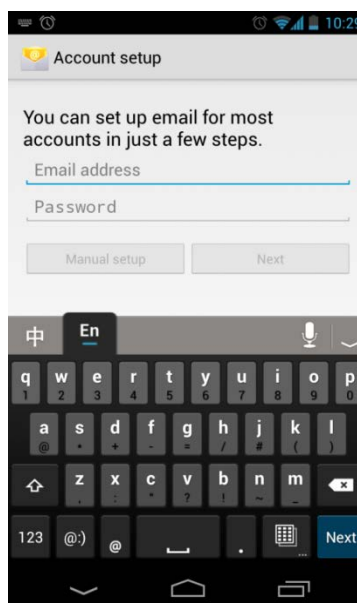 10:29
Account setup
You can set up email for most
accounts in just a few steps.
Email address
Password
Manual setup Next
中 En
q w e r t y u i o p
1 2 3 4 5 6 7 8 9 0
a s d f g h j k l
@ * + - = / # ( )
z x c v b n m
, : " ? ! ~ _
123 @:) @ . ... Next